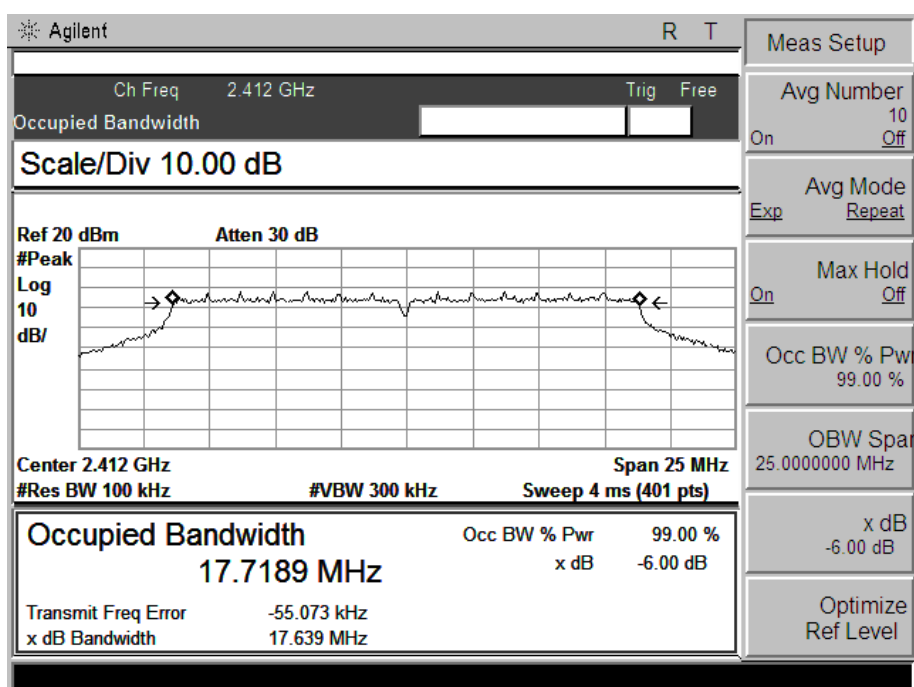 Agilent R T
Ch Freq 2.412 GHz Trig Free
Occupied Bandwidth
Scale/Div 10.00 dB
Ref 20 dBm Atten 30 dB
#Peak
Log
10
dB/
Center 2.412 GHz Span 25 MHz
#Res BW 100 kHz #VBW 300 kHz Sweep 4 ms (401 pts)
Occupied Bandwidth Occ BW % Pwr 99.00 %
17.7189 MHz x dB -6.00 dB
Transmit Freq Error -55.073 kHz
x dB Bandwidth 17.639 MHz
Meas Setup
Avg Number
10
On Off
Avg Mode
Exp Repeat
Max Hold
On Off
Occ BW % Pwr
99.00 %
OBW Span
25.0000000 MHz
x dB
-6.00 dB
Optimize
Ref Level